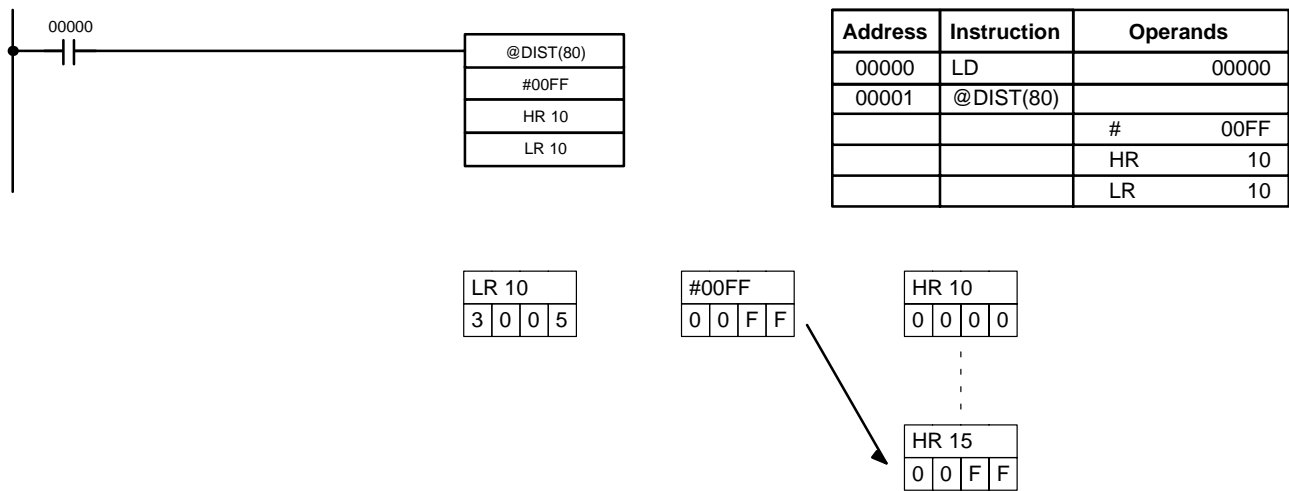 00000
@DIST(80)
#00FF
HR 10
LR 10
Address Instruction Operands
00000 LD 00000
00001 @DIST(80)
# 00FF
HR 10
LR 10
LR 10 #00FF HR 10
3 0 0 5 0 0 F F 0 0 0 0
HR 15
0 0 F F